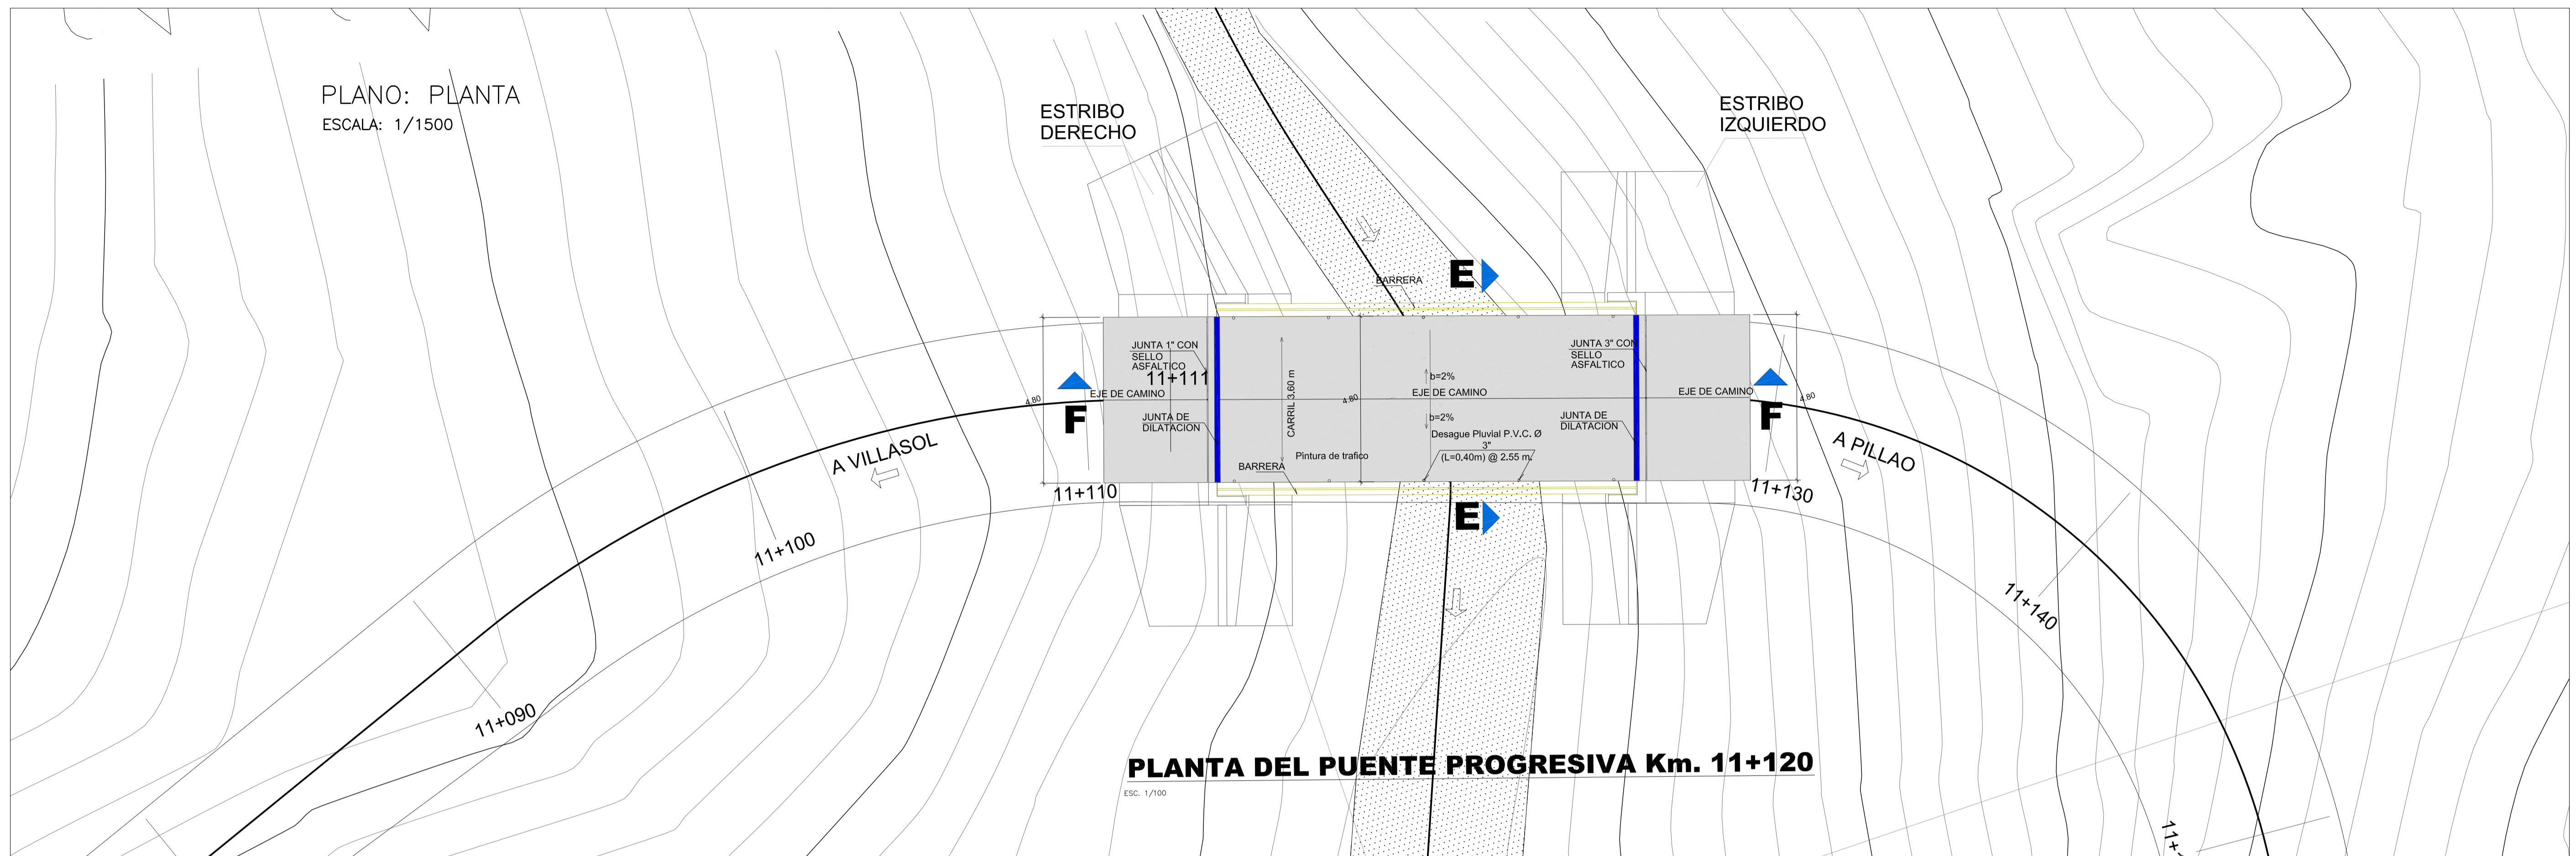 PLANO: PLANTA
ESCALA: 1/1500
ESTRIBO
DERECHO
ESTRIBO
IZQUIERDO
E
BARRERA
JUNTA 1" CON
SELLO
ASFALTICO
11+111
JUNTA 3" CON
SELLO
ASFALTICO
b=2%
EJE DE CAMINO
EJE DE CAMINO
EJE DE CAMINO
4.80
4.80
4.80
CARRIL 3.60 m
F
F
JUNTA DE
DILATACION
b=2%
JUNTA DE
DILATACION
Desague Pluvial P.V.C. Ø
3"
(L=0,40m) @ 2.55 m.
Pintura de trafico
BARRERA
A VILLASOL
A PILLAO
11+110
11+130
E
11+100
11+140
11+090
PLANTA DEL PUENTE PROGRESIVA Km. 11+120
ESC. 1/100